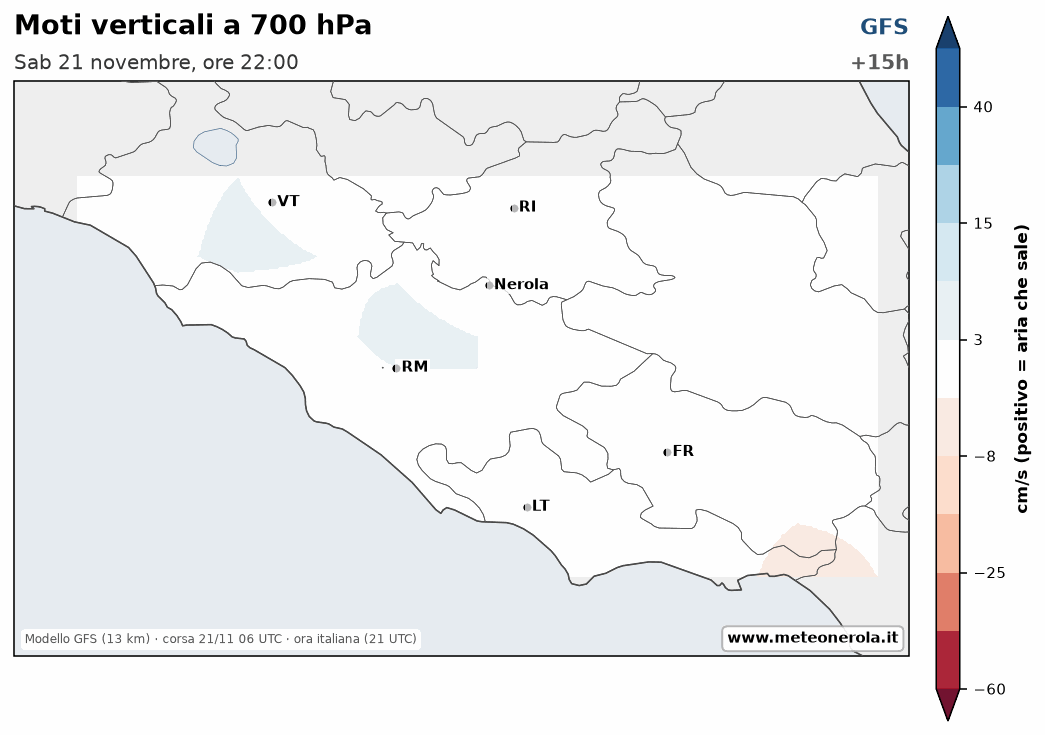 Moti verticali a 700 hPa
GFS
Sab 21 novembre, ore 22:00
+15h
VT
RI
Nerola
RM
FR
LT
Modello GFS (13 km) · corsa 21/11 06 UTC · ora italiana (21 UTC)
www.meteonerola.it
40
15
3
−8
−25
−60
cm/s (positivo = aria che sale)